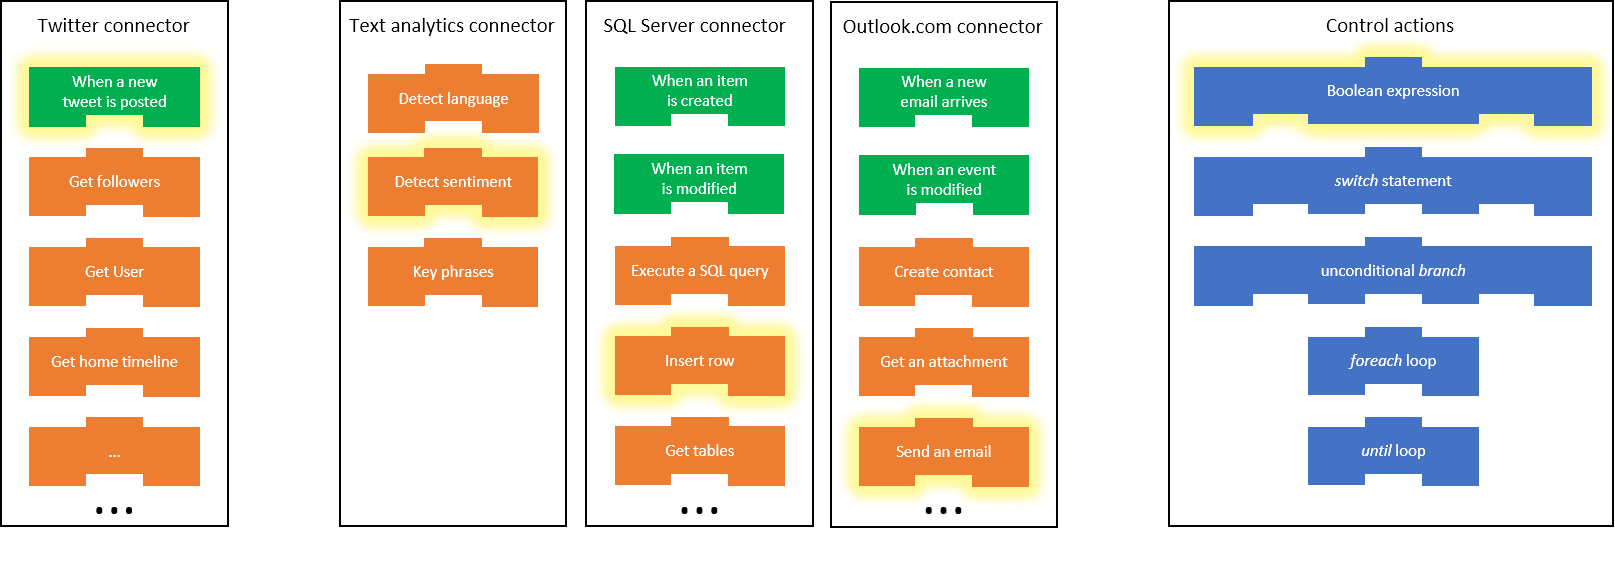 Twitter connector
When a new
tweet is posted
Get followers
Get User
Get home timeline
...
...
Text analytics connector
Detect language
Detect sentiment
Key phrases
SQL Server connector
When an item
is created
When an item
is modified
Execute a SQL query
Insert row
Get tables
...
Outlook.com connector
When a new
email arrives
When an event
is modified
Create contact
Get an attachment
Send an email
...
Control actions
Boolean expression
switch statement
unconditional branch
foreach loop
until loop